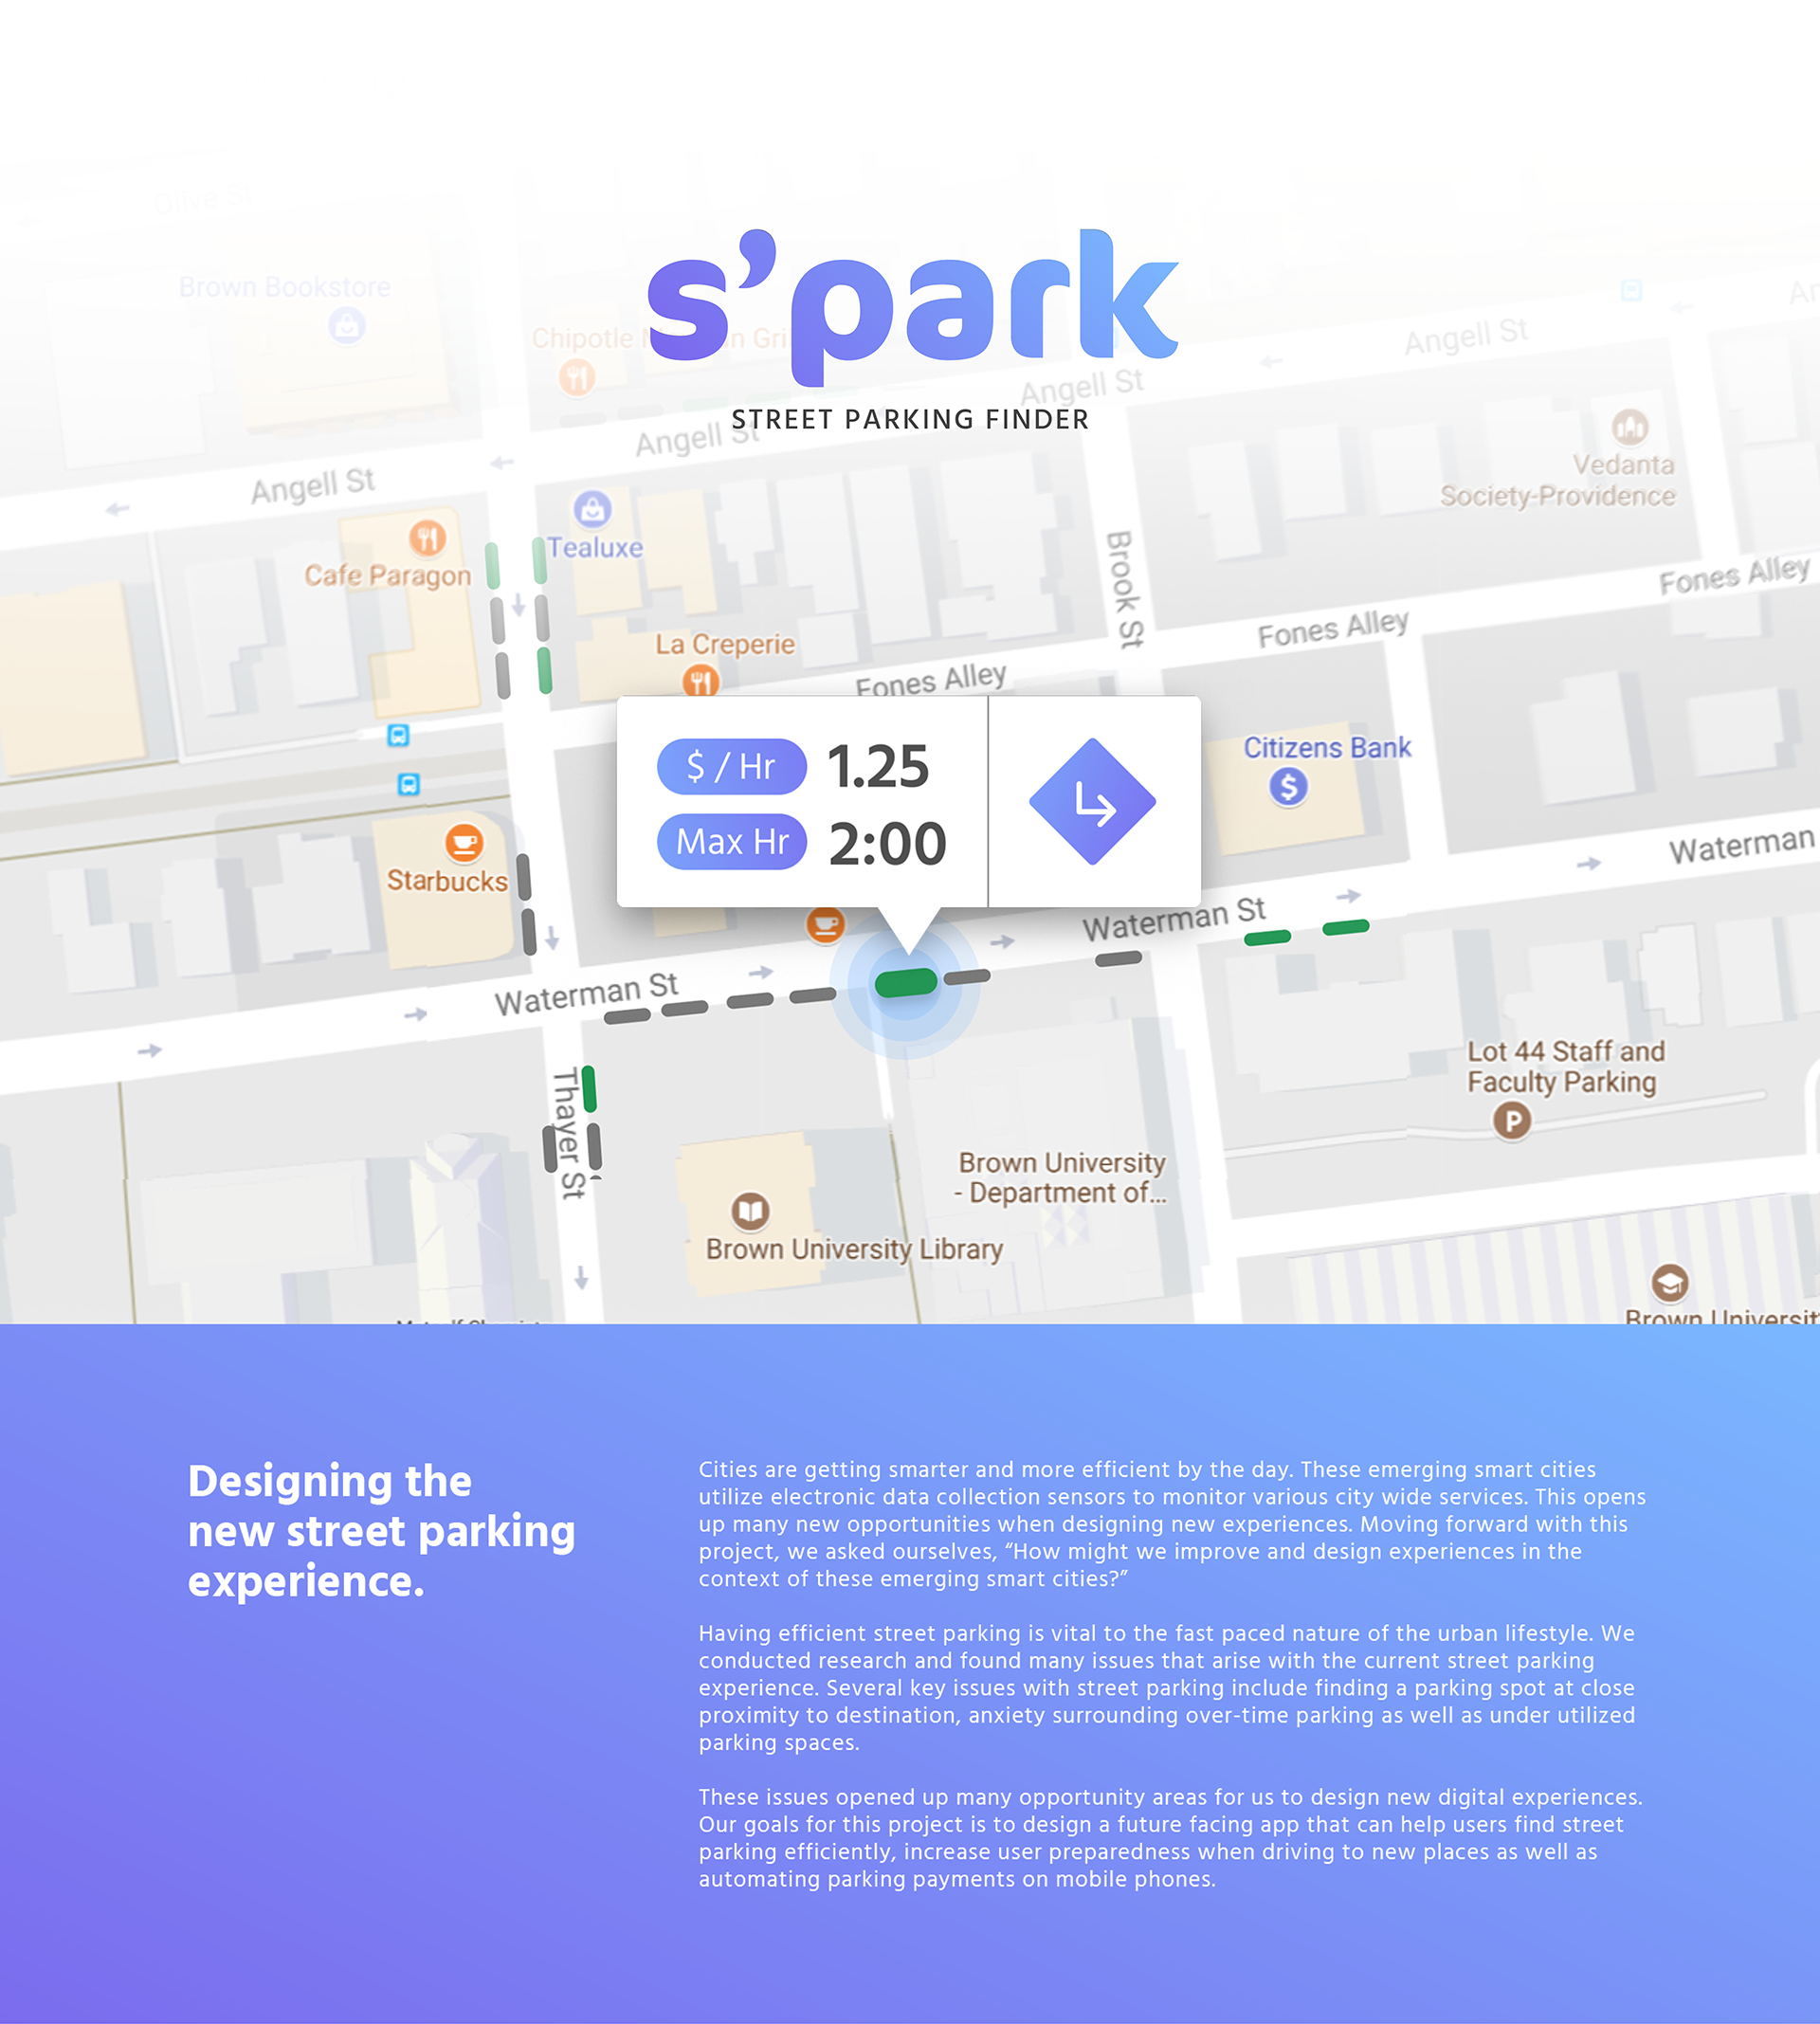 Olive St
s'park
Brown Bookstore
Angell St
Chipotle
Gri
Angell St
STREET PARKING FINDER
Angell St
Vedanta
Society-Providence
Angell St
Tealuxe
Cafe Paragon
Brook St
Fones Alley
Fones Alley
La Creperie
Fones Alley
$ / Hr 1.25
Max Hr 2:00
Citizens Bank
$
Waterman
Starbucks
Waterman St
Waterman St
Lot 44 Staff and
Faculty Parking
P
Thayer St
Brown University
- Department of...
Brown University Library
Brown Universit
Designing the
new street parking
experience.
Cities are getting smarter and more efficient by the day. These emerging smart cities
utilize electronic data collection sensors to monitor various city wide services. This opens
up many new opportunities when designing new experiences. Moving forward with this
project, we asked ourselves, “How might we improve and design experiences in the
context of these emerging smart cities?”
Having efficient street parking is vital to the fast paced nature of the urban lifestyle. We
conducted research and found many issues that arise with the current street parking
experience. Several key issues with street parking include finding a parking spot at close
proximity to destination, anxiety surrounding over-time parking as well as under utilized
parking spaces.
These issues opened up many opportunity areas for us to design new digital experiences.
Our goals for this project is to design a future facing app that can help users find street
parking efficiently, increase user preparedness when driving to new places as well as
automating parking payments on mobile phones.